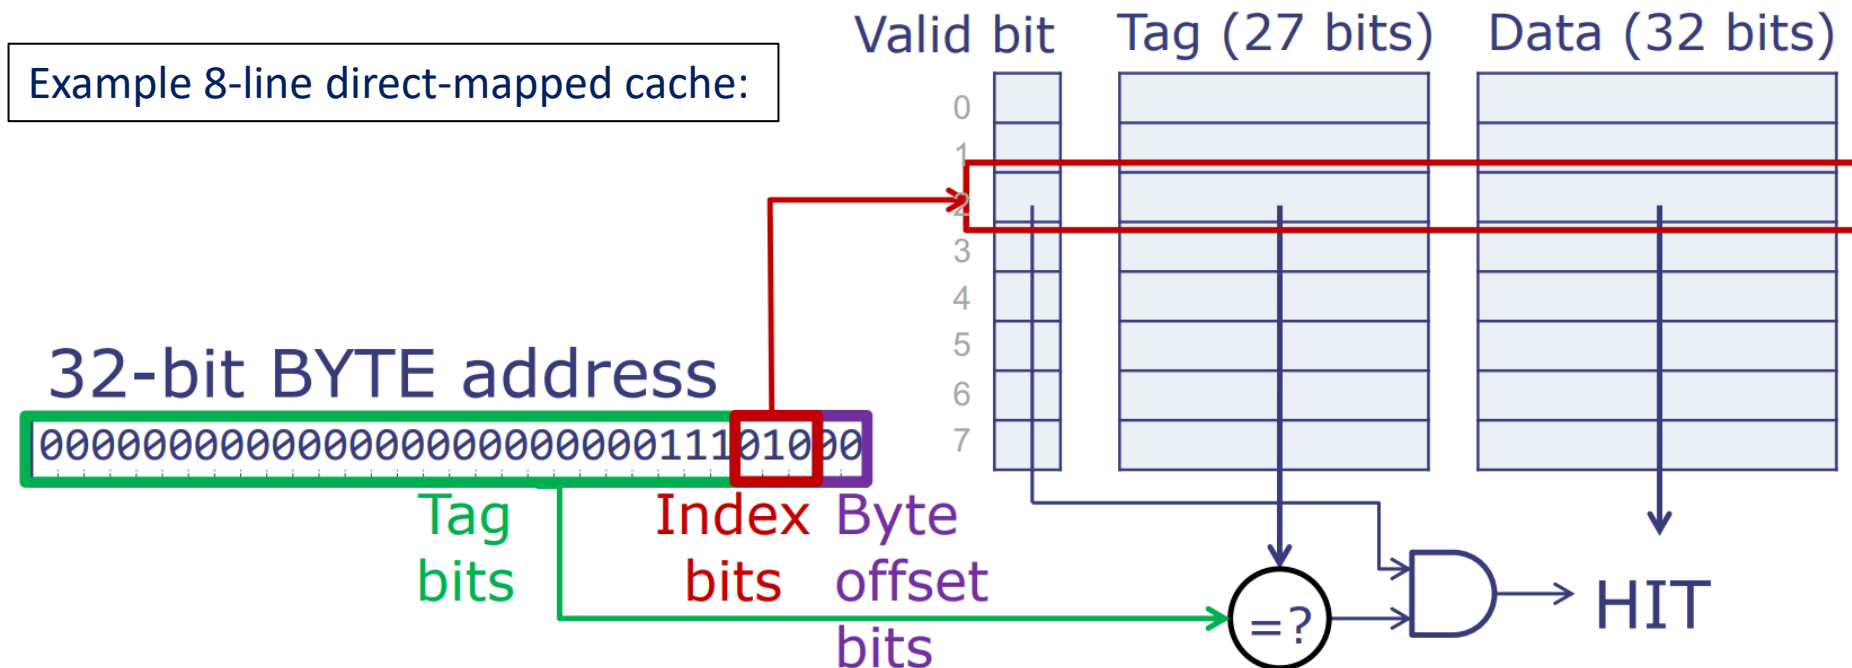 Valid bit Tag (27 bits) Data (32 bits)
Example 8-line direct-mapped cache:
0
1
2
3
4
5
6
7
32-bit BYTE address
00000000000000000000000011101000
Tag bits
Index bits
Byte offset bits
=?
HIT